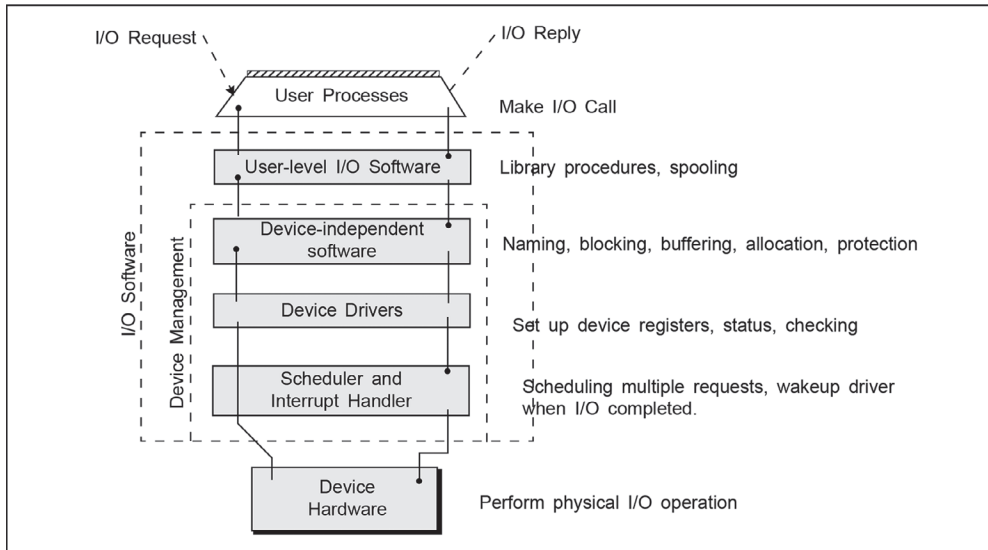 I/O Request
I/O Reply
User Processes
Make I/O Call
User-level I/O Software
Library procedures, spooling
Device-independent
software
Naming, blocking, buffering, allocation, protection
I/O Software
Device Management
Device Drivers
Set up device registers, status, checking
Scheduler and
Interrupt Handler
Scheduling multiple requests, wakeup driver
when I/O completed.
Device
Hardware
Perform physical I/O operation